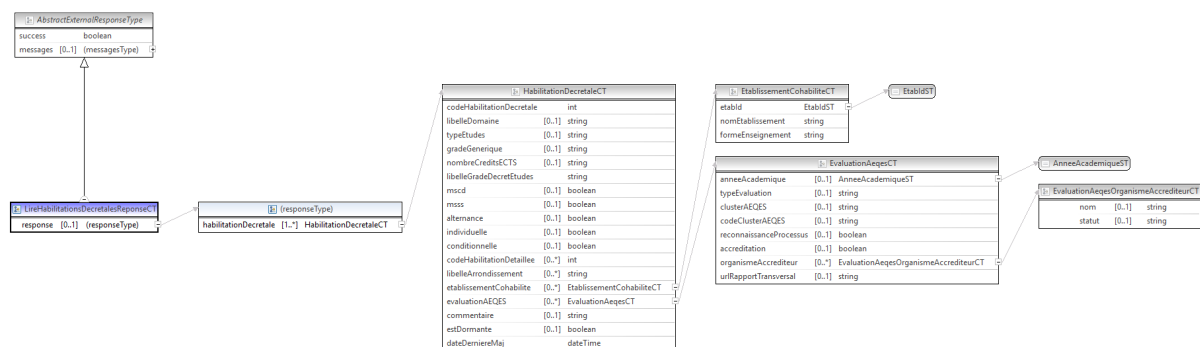 AbstractExternalResponseType
success boolean
messages [0..1] (messagesType)
LireHabilitationsDecretalesReponseCT
response [0..1] (responseType)
(responseType)
habilitationDecretale [1..*] HabilitationDecretaleCT
HabilitationDecretaleCT
codeHabilitationDecretale int
libelleDomaine [0..1] string
typeEtudes [0..1] string
gradeGenerique [0..1] string
nombreCreditsECTS [0..1] string
libelleGradeDecretEtudes string
mscd [0..1] boolean
msss [0..1] boolean
alternance [0..1] boolean
individuelle [0..1] boolean
conditionnelle [0..1] boolean
codeHabilitationDetaillee [0..*] int
libelleArrondissement [0..*] string
etablissementCohabilite [0..*] EtablissementCohabiliteCT
evaluationAEQES [0..*] EvaluationAeqesCT
commentaire [0..1] string
estDormante [0..1] boolean
dateDerniereMaj dateTime
EtablissementCohabiliteCT
etabId EtabIdST
nomEtablissement string
formeEnseignement string
EtabIdST
EvaluationAeqesCT
anneeAcademique [0..1] AnneeAcademiqueST
typeEvaluation [0..1] string
clusterAEQES [0..1] string
codeClusterAEQES [0..1] string
reconnaissanceProcessus [0..1] boolean
accreditation [0..1] boolean
organismeAccrediteur [0..*] EvaluationAeqesOrganismeAccrediteurCT
urlRapportTransversal [0..1] string
AnneeAcademiqueST
EvaluationAeqesOrganismeAccrediteurCT
nom [0..1] string
statut [0..1] string